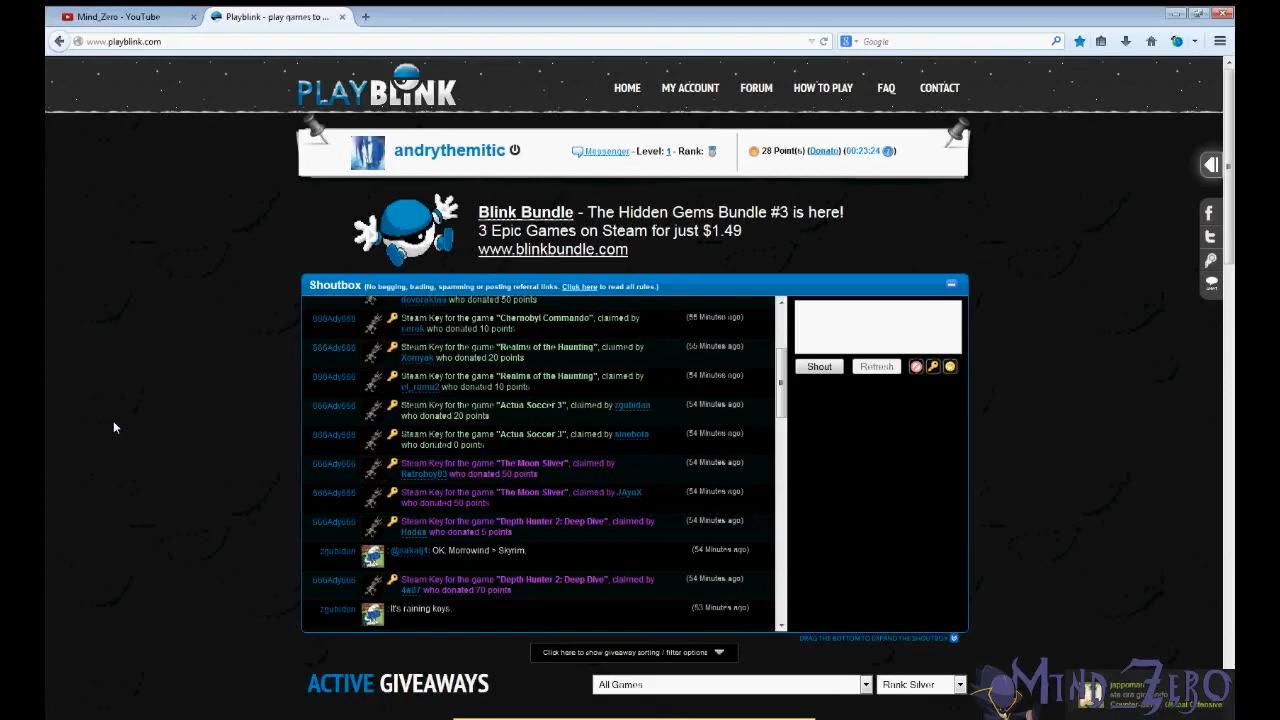 Mind_Zero - YouTube
Playblink - play games to ...
www.playblink.com
Google
PLAYBLINK
HOME
MY ACCOUNT
FORUM
HOW TO PLAY
FAQ
CONTACT
andrythemitic
Messenger - Level: 1 - Rank:
28 Point(s) (Donate) (00:23:24)
Blink Bundle - The Hidden Gems Bundle #3 is here!
3 Epic Games on Steam for just $1.49
www.blinkbundle.com
Shoutbox (No begging, trading, spamming or posting referral links. Click here to read all rules.)
who donated 50 points
666Ady666 Steam Key for the game "Chernobyl Commando", claimed by (55 Minutes ago)
who donated 10 points
666Ady666 Steam Key for the game "Realms of the Haunting", claimed by (55 Minutes ago)
Xomyak who donated 20 points
666Ady666 Steam Key for the game "Realms of the Haunting", claimed by (54 Minutes ago)
el_roma2 who donated 10 points
666Ady666 Steam Key for the game "Actua Soccer 3", claimed by zgubidan (54 Minutes ago)
who donated 20 points
666Ady666 Steam Key for the game "Actua Soccer 3", claimed by sinebota (54 Minutes ago)
who donated 0 points
666Ady666 Steam Key for the game "The Moon Sliver", claimed by (54 Minutes ago)
Retroboy83 who donated 50 points
666Ady666 Steam Key for the game "The Moon Sliver", claimed by JAyuX (54 Minutes ago)
who donated 50 points
666Ady666 Steam Key for the game "Depth Hunter 2: Deep Dive", claimed by (54 Minutes ago)
who donated 5 points
zgubidan : OK, Morrowind > Skyrim. (54 Minutes ago)
666Ady666 Steam Key for the game "Depth Hunter 2: Deep Dive", claimed by (54 Minutes ago)
who donated 70 points
zgubidan : It's raining keys. (53 Minutes ago)
Shout
Refresh
DRAG THE BOTTOM TO EXPAND THE SHOUTBOX
Click here to show giveaway sorting / filter options
ACTIVE GIVEAWAYS
All Games
Rank: Silver
Mind_Zero